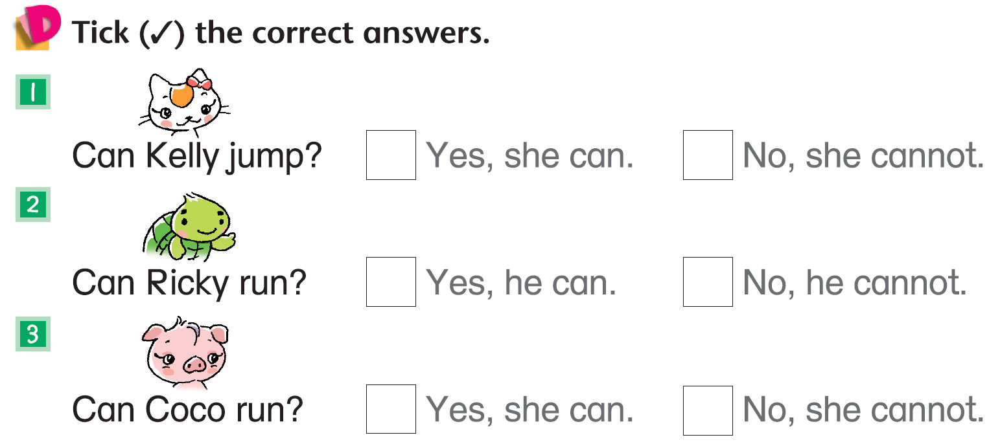 D Tick (✓) the correct answers.
1
Can Kelly jump? Yes, she can. No, she cannot.
2
Can Ricky run? Yes, he can. No, he cannot.
3
Can Coco run? Yes, she can. No, she cannot.